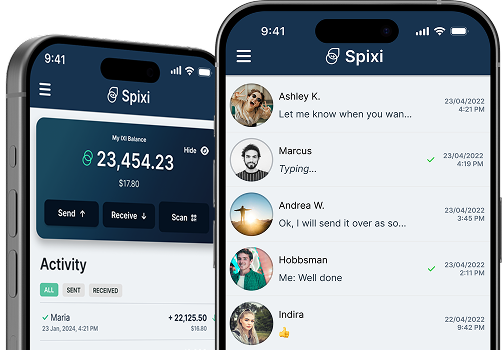 9:41
Spixi
My IXI Balance
Hide
23,454.23
$17.80
Send ↑
Receive ↓
Scan
Activity
ALL
SENT
RECEIVED
Maria
+ 22,125.50
23 Jan, 2024, 4:21 PM
$16.80
9:41
Spixi
Ashley K.
23/04/2022
4:21 PM
Let me know when you wan...
Marcus
23/04/2022
4:19 PM
Typing...
Andrea W.
23/04/2022
3:45 PM
Ok, I will send it over as so...
Hobbsman
23/04/2022
2:11 PM
Me: Well done
Indira
22/04/2022
9:42 PM
👍